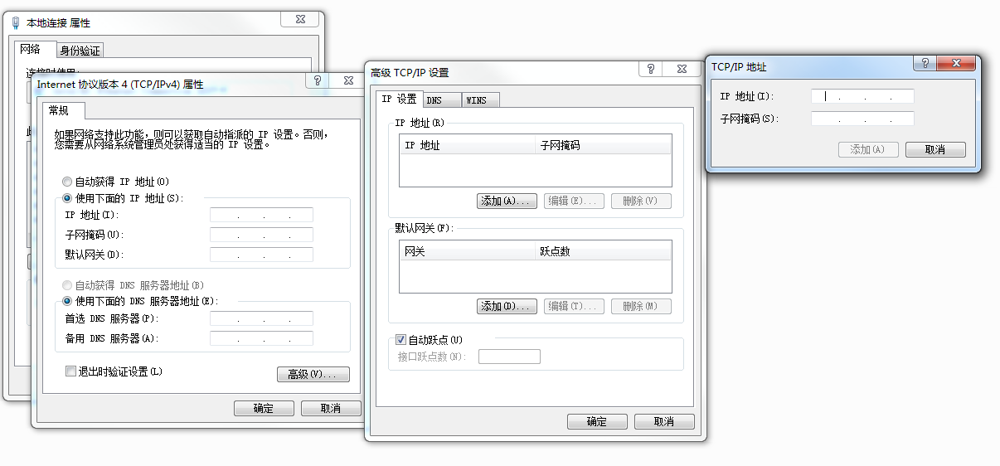 本地连接 属性
网络
身份验证
Internet 协议版本 4 (TCP/IPv4) 属性
常规
如果网络支持此功能，则可以获取自动指派的 IP 设置。否则，
您需要从网络系统管理员处获得适当的 IP 设置。
自动获得 IP 地址(O)
使用下面的 IP 地址(S):
IP 地址(I):
子网掩码(U):
默认网关(D):
自动获得 DNS 服务器地址(B)
使用下面的 DNS 服务器地址(E):
首选 DNS 服务器(P):
备用 DNS 服务器(A):
退出时验证设置(L)
高级(V)...
确定
取消
高级 TCP/IP 设置
IP 设置
DNS
WINS
IP 地址(R)
IP 地址
子网掩码
添加(A)...
编辑(E)...
删除(V)
默认网关(F):
网关
跃点数
添加(D)...
编辑(T)...
删除(M)
自动跃点(U)
接口跃点数(N):
确定
取消
TCP/IP 地址
IP 地址(I):
子网掩码(S):
添加(A)
取消